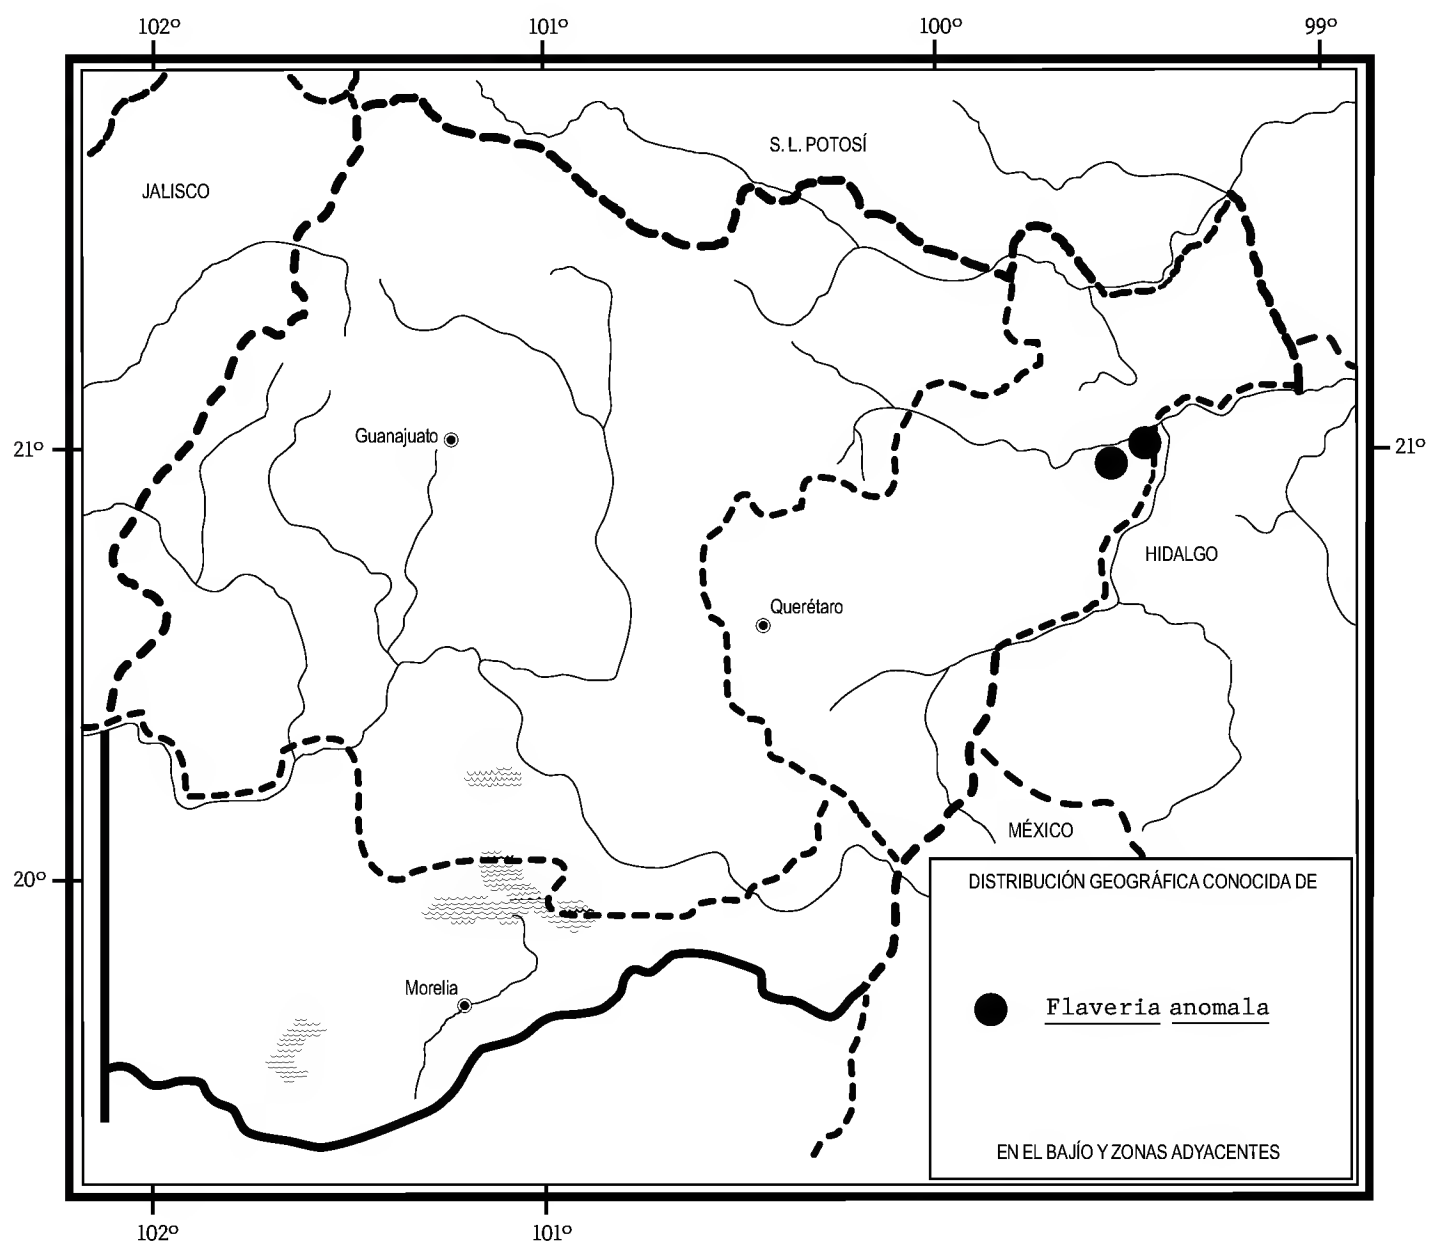 102º 101º 100º 99º
S. L. POTOSÍ
JALISCO
Guanajuato
21º 21º
HIDALGO
Querétaro
MÉXICO
20º
DISTRIBUCIÓN GEOGRÁFICA CONOCIDA DE
Morelia
Flaveria anomala
EN EL BAJÍO Y ZONAS ADYACENTES
102º 101º